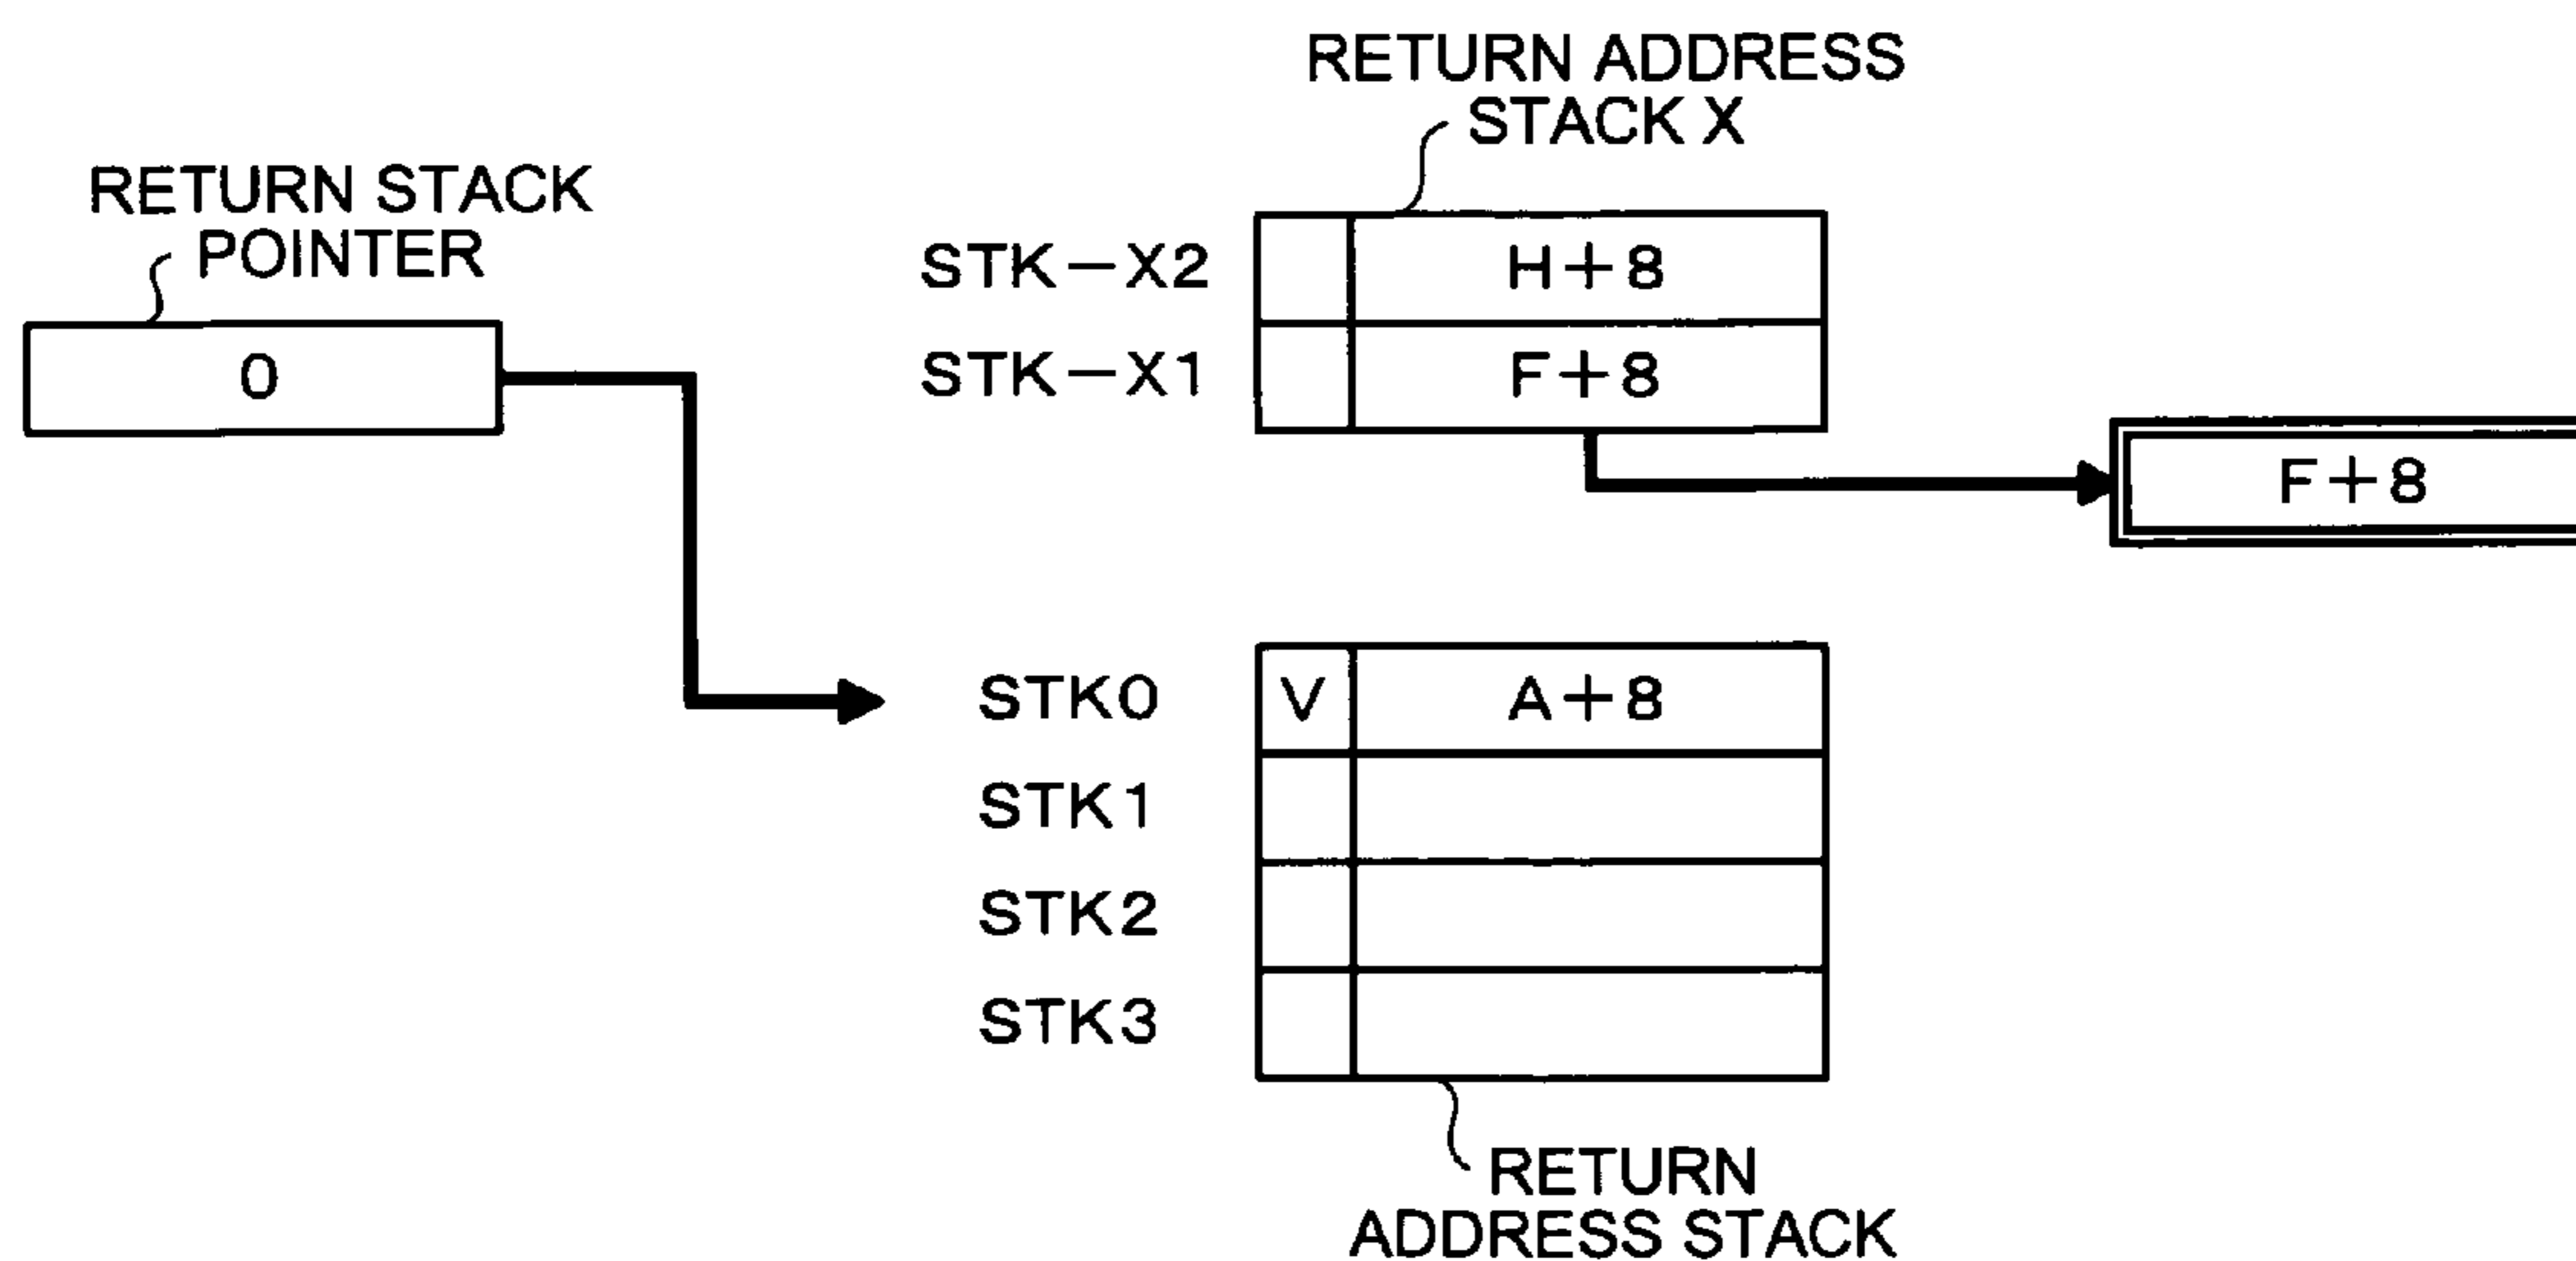 RETURN ADDRESS
STACK X
RETURN STACK
POINTER
0
STK-X2
H+8
STK-X1
F+8
F+8
STK0
V
A+8
STK1
STK2
STK3
RETURN
ADDRESS STACK